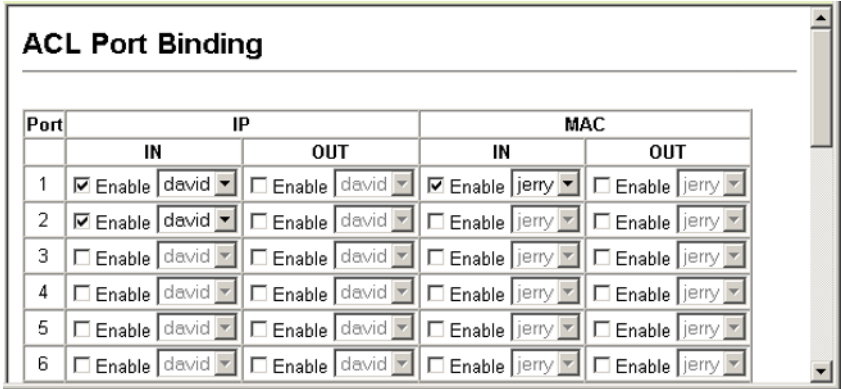 ACL Port Binding
Port IP MAC
IN OUT IN OUT
1 Enable david Enable david Enable jerry Enable jerry
2 Enable david Enable david Enable jerry Enable jerry
3 Enable david Enable david Enable jerry Enable jerry
4 Enable david Enable david Enable jerry Enable jerry
5 Enable david Enable david Enable jerry Enable jerry
6 Enable david Enable david Enable jerry Enable jerry